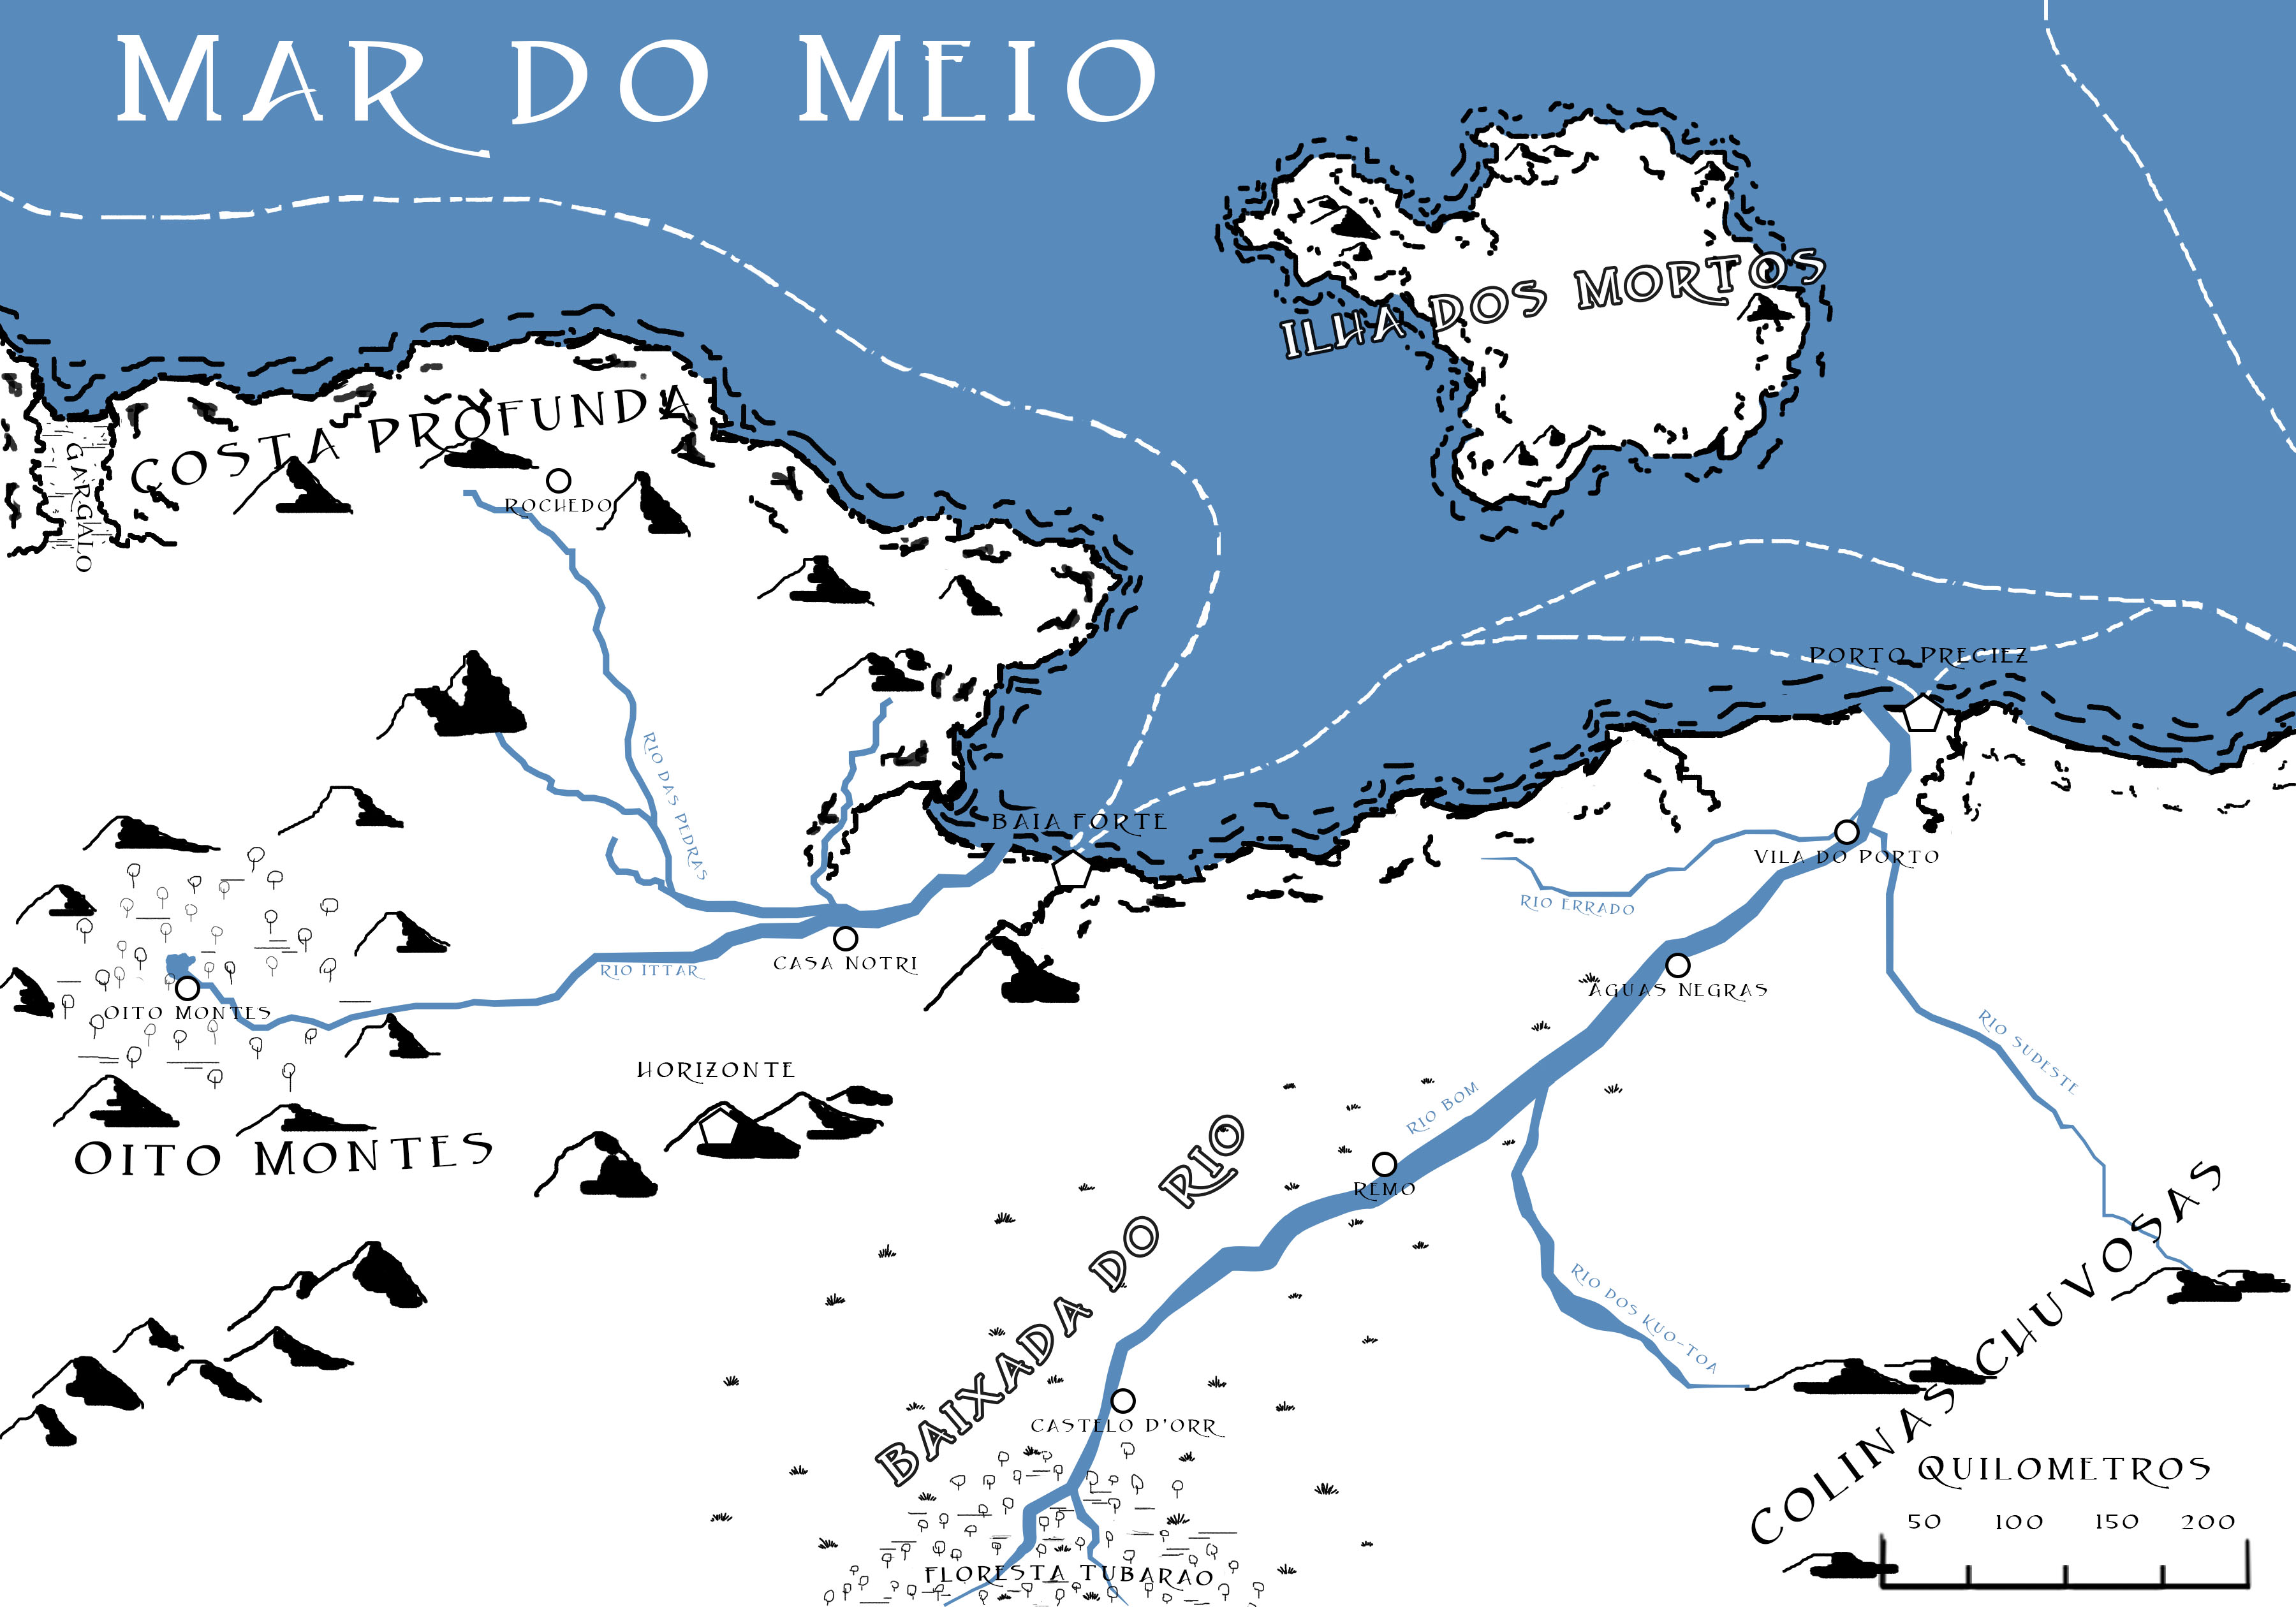 MAR DO MEIO
ILHA DOS MORTOS
COSTA PROFUNDA
GARGALO
ROCHEDO
PORTO PRECIEZ
RIO DAS PEDRAS
BAIA FORTE
VILA DO PORTO
RIO ERRADO
CASA NOTRI
RIO ITTAR
AGUAS NEGRAS
OITO MONTES
RIO SUDESTE
HORIZONTE
RIO BOM
OITO MONTES
REMO
BAIXADA DO RIO
RIO DOS KUO-TOA
COLINAS CHUVOSAS
CASTELO D'ORR
FLORESTA TUBARAO
QUILOMETROS
50 100 150 200